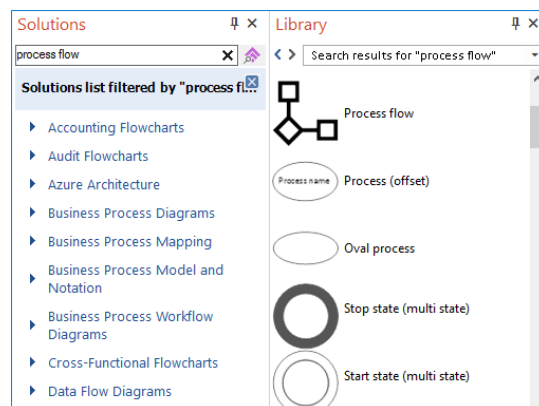 Solutions
process flow
Solutions list filtered by "process fl...
Accounting Flowcharts
Audit Flowcharts
Azure Architecture
Business Process Diagrams
Business Process Mapping
Business Process Model and
Notation
Business Process Workflow
Diagrams
Cross-Functional Flowcharts
Data Flow Diagrams
Library
Search results for "process flow"
Process flow
Process name
Process (offset)
Oval process
Stop state (multi state)
Start state (multi state)